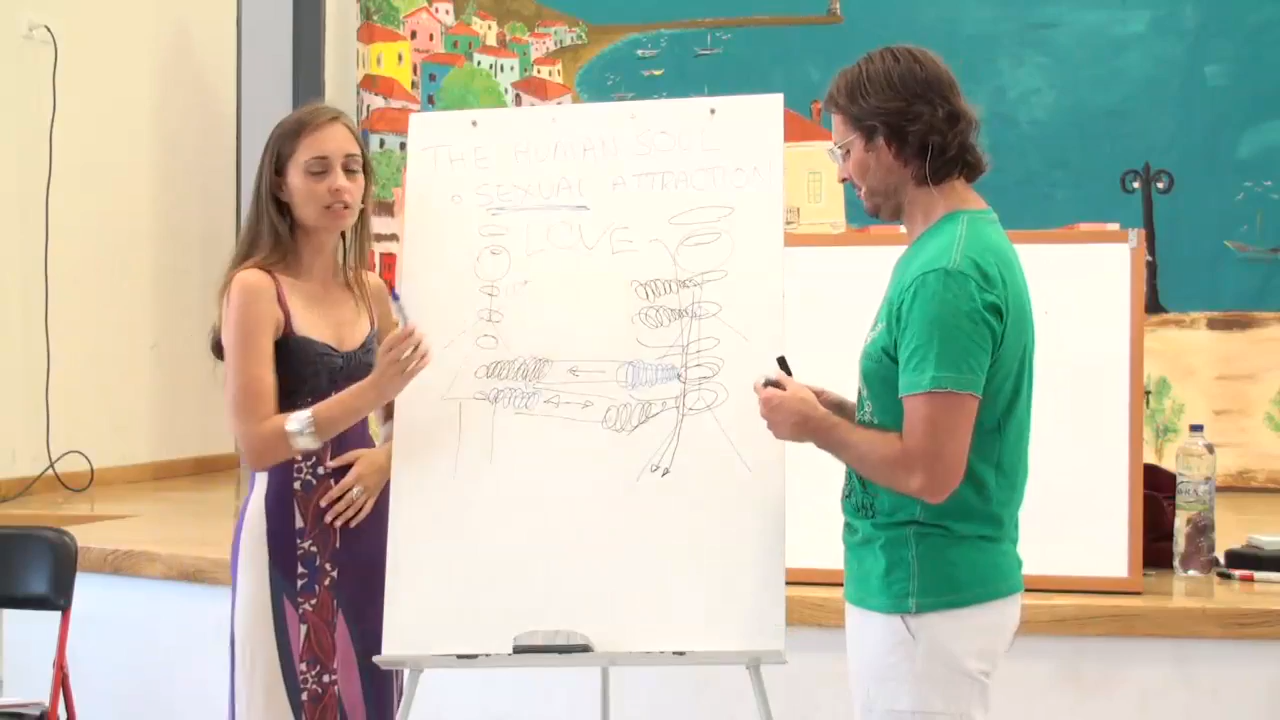 THE HUMAN SOUL
• SEXUAL ATTRACTION
LOVE